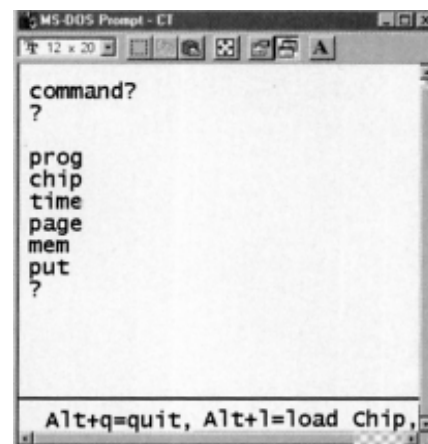 MS-DOS Prompt - CT
12 x 20
A
command?
?
prog
chip
time
page
mem
put
?
Alt+q=quit, Alt+l=load Chip,